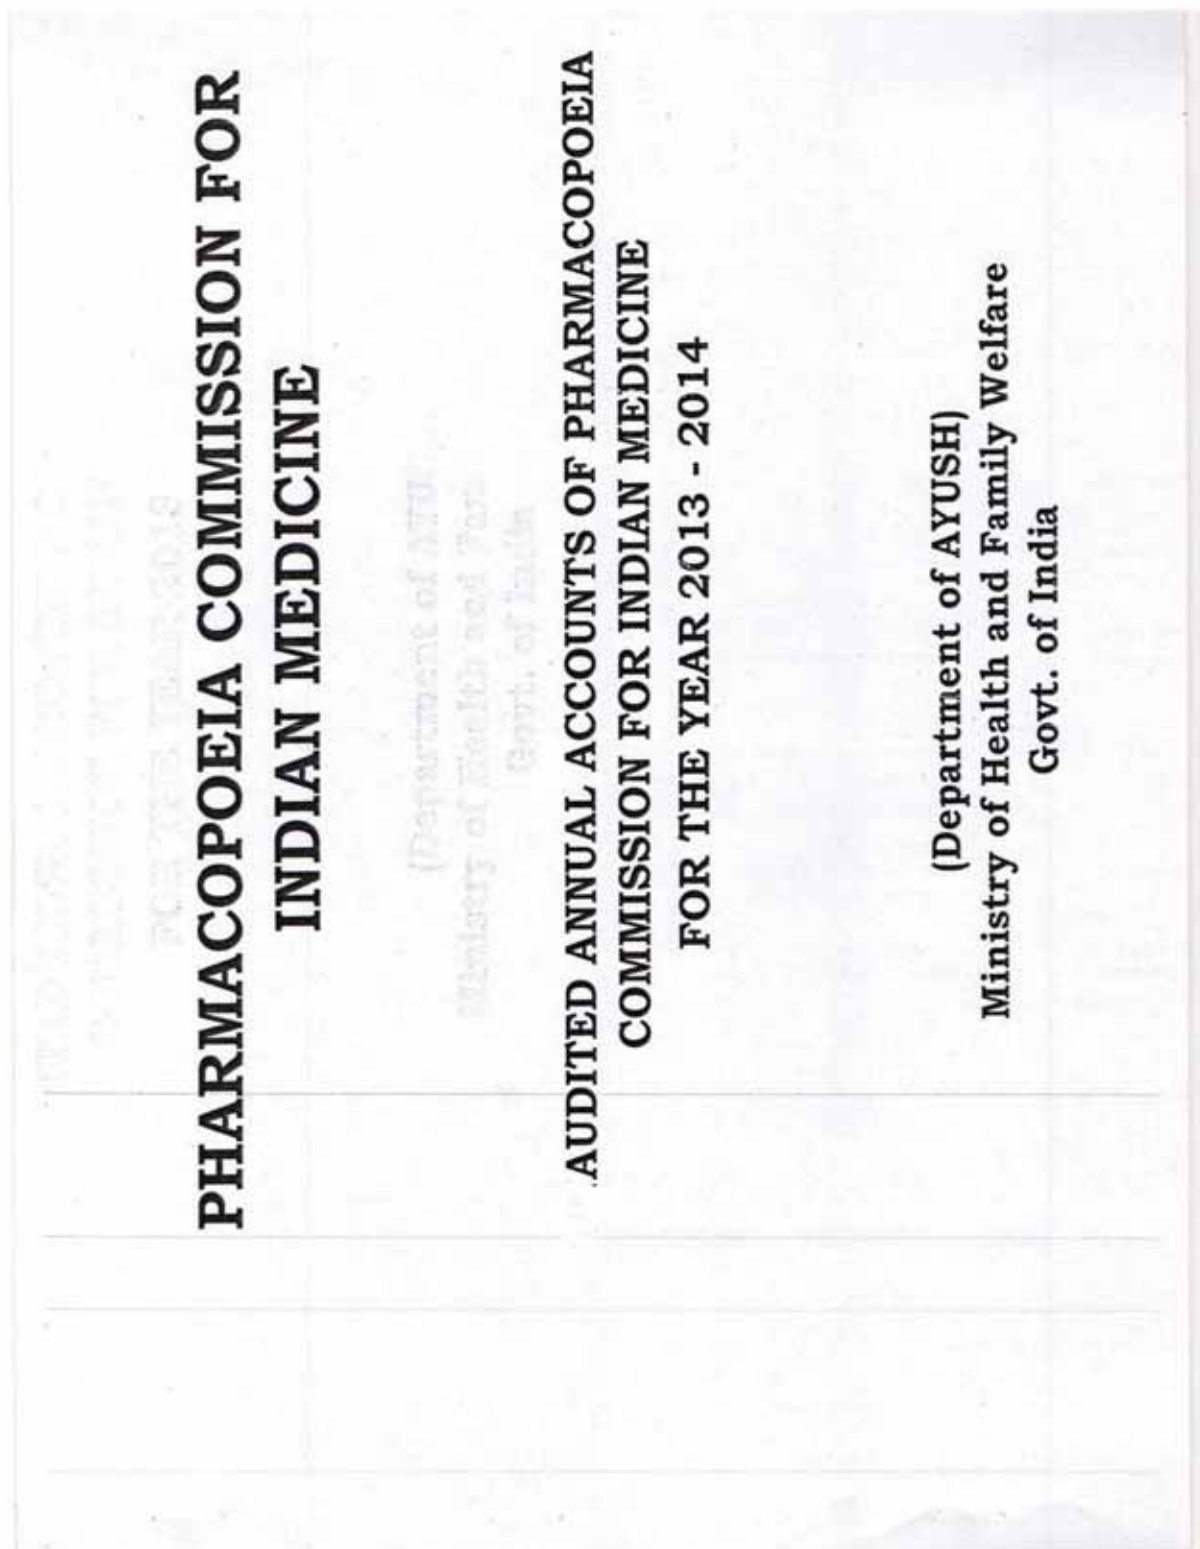 PHARMACOPOEIA COMMISSION FOR
INDIAN MEDICINE
AUDITED ANNUAL ACCOUNTS OF PHARMACOPOEIA
COMMISSION FOR INDIAN MEDICINE
FOR THE YEAR 2013 - 2014
(Department of AYUSH)
Ministry of Health and Family Welfare
Govt. of India